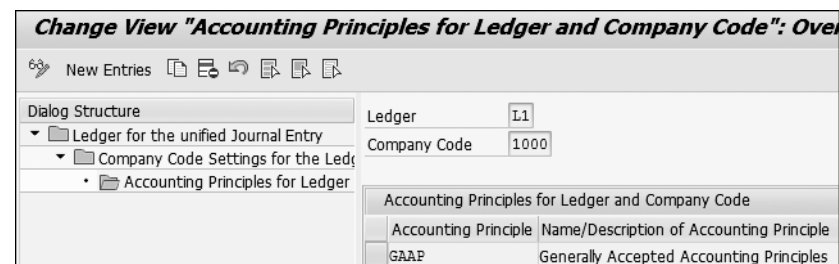 Change View "Accounting Principles for Ledger and Company Code": Over
New Entries
Dialog Structure
Ledger for the unified Journal Entry
Company Code Settings for the Ledg
Accounting Principles for Ledger
Ledger L1
Company Code 1000
Accounting Principles for Ledger and Company Code
Accounting Principle Name/Description of Accounting Principle
GAAP Generally Accepted Accounting Principles